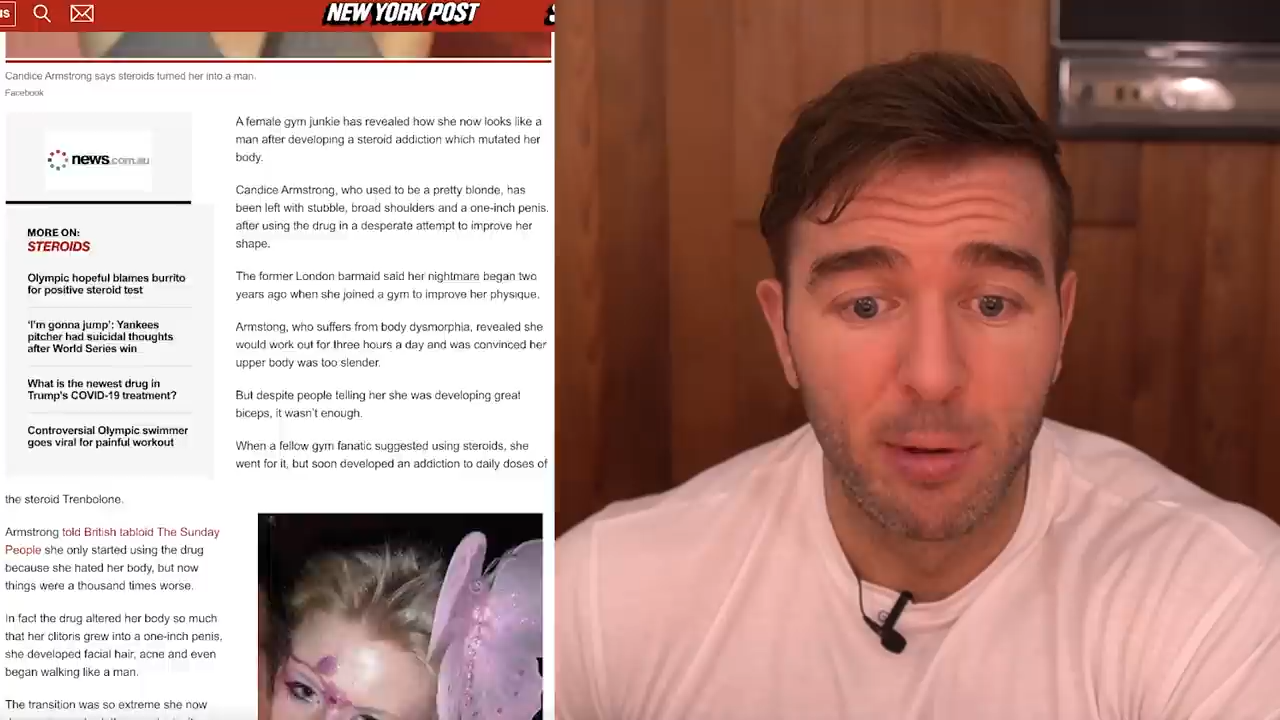 NEW YORK POST
Candice Armstrong says steroids turned her into a man.
Facebook
news.com.au
MORE ON:
STEROIDS
Olympic hopeful blames burrito
for positive steroid test
'I'm gonna jump': Yankees
pitcher had suicidal thoughts
after World Series win
What is the newest drug in
Trump's COVID-19 treatment?
Controversial Olympic swimmer
goes viral for painful workout
A female gym junkie has revealed how she now looks like a
man after developing a steroid addiction which mutated her
body.
Candice Armstrong, who used to be a pretty blonde, has
been left with stubble, broad shoulders and a one-inch penis.
after using the drug in a desperate attempt to improve her
shape.
The former London barmaid said her nightmare began two
years ago when she joined a gym to improve her physique.
Armstong, who suffers from body dysmorphia, revealed she
would work out for three hours a day and was convinced her
upper body was too slender.
But despite people telling her she was developing great
biceps, it wasn't enough.
When a fellow gym fanatic suggested using steroids, she
went for it, but soon developed an addiction to daily doses of
the steroid Trenbolone.
Armstrong told British tabloid The Sunday
People she only started using the drug
because she hated her body, but now
things were a thousand times worse.
In fact the drug altered her body so much
that her clitoris grew into a one-inch penis,
she developed facial hair, acne and even
began walking like a man.
The transition was so extreme she now